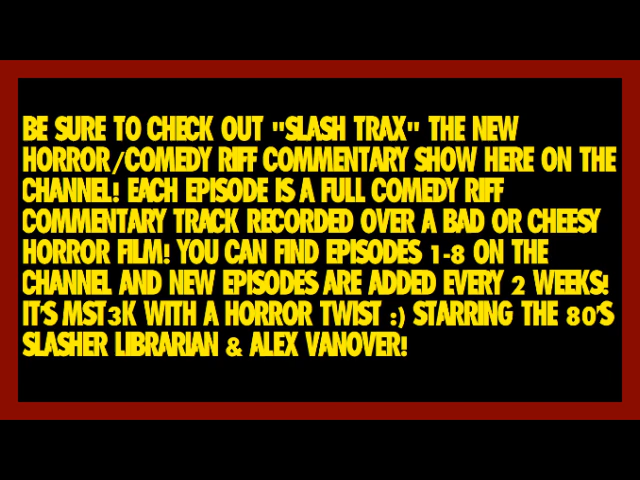 BE SURE TO CHECK OUT "SLASH TRAX" THE NEW
HORROR/COMEDY RIFF COMMENTARY SHOW HERE ON THE
CHANNEL! EACH EPISODE IS A FULL COMEDY RIFF
COMMENTARY TRACK RECORDED OVER A BAD OR CHEESY
HORROR FILM! YOU CAN FIND EPISODES 1-8 ON THE
CHANNEL AND NEW EPISODES ARE ADDED EVERY 2 WEEKS!
IT'S MST3K WITH A HORROR TWIST :) STARRING THE 80'S
SLASHER LIBRARIAN & ALEX VANOVER!